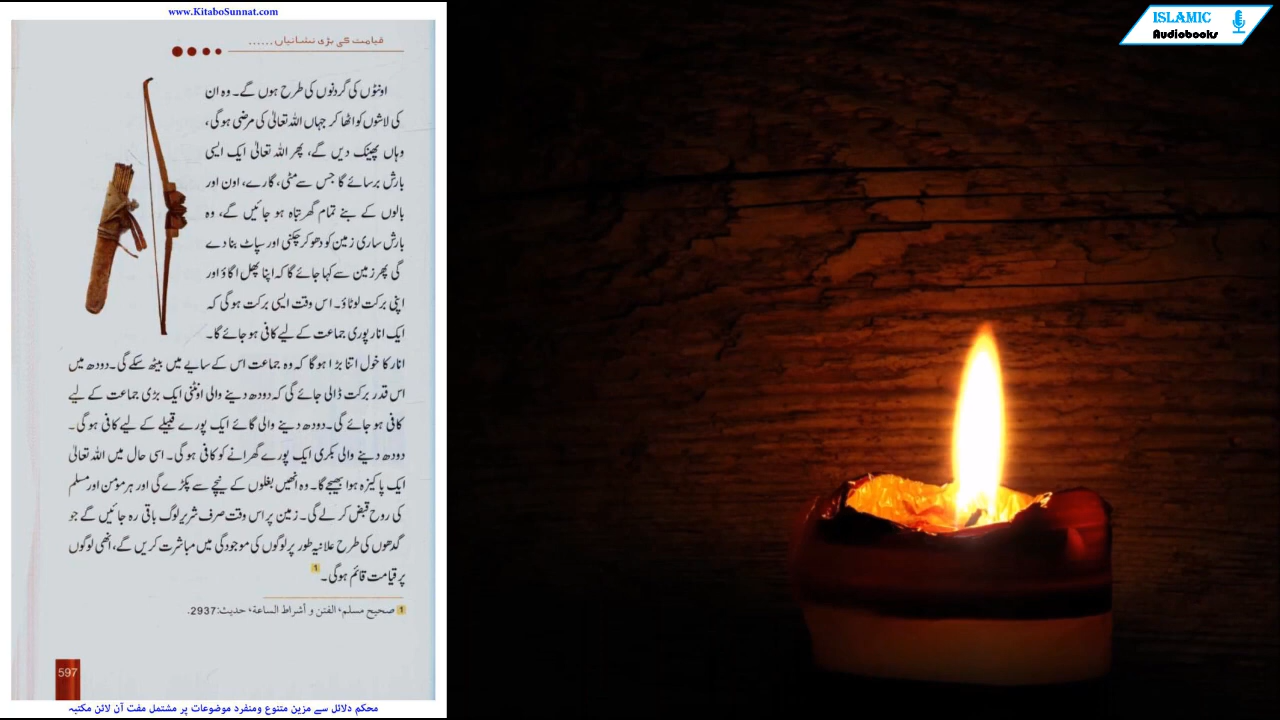 www.KitaboSunnat.com
قیامت کی بڑی نشانیاں......
اونٹوں کی گردنوں کی طرح ہوں گے۔ وہ ان
کی لاشوں کو اٹھا کر جہاں اللہ تعالیٰ کی مرضی ہوگی،
وہاں پھینک دیں گے، پھر اللہ تعالیٰ ایک ایسی
بارش برسائے گا جس سے مٹی، گارے، اون اور
بالوں کے بنے تمام گھر تباہ ہو جائیں گے، وہ
بارش ساری زمین کو دھو کر چکنی اور سپاٹ بنا دے
گی پھر زمین سے کہا جائے گا کہ اپنا پھل اگاؤ اور
اپنی برکت لوٹاؤ۔ اس وقت ایسی برکت ہوگی کہ
ایک انار پوری جماعت کے لیے کافی ہو جائے گا۔
انار کا خول اتنا بڑا ہوگا کہ وہ جماعت اس کے سایے میں بیٹھ سکے گی۔ دودھ میں
اس قدر برکت ڈالی جائے گی کہ دودھ دینے والی اونٹنی ایک بڑی جماعت کے لیے
کافی ہو جائے گی۔ دودھ دینے والی گائے ایک پورے قبیلے کے لیے کافی ہوگی۔
دودھ دینے والی بکری ایک پورے گھرانے کو کافی ہوگی۔ اسی حال میں اللہ تعالیٰ
ایک پاکیزہ ہوا بھیجے گا۔ وہ انھیں بغلوں کے نیچے سے پکڑے گی اور ہر مؤمن اور مسلم
کی روح قبض کر لے گی۔ زمین پر اس وقت صرف شریر لوگ باقی رہ جائیں گے جو
گدھوں کی طرح علانیہ طور پر لوگوں کی موجودگی میں مباشرت کریں گے، انھی لوگوں
پر قیامت قائم ہوگی۔ 1
1 صحیح مسلم، الفتن و أشراط الساعة، حدیث: 2937.
597
محکم دلائل سے مزین متنوع ومنفرد موضوعات پر مشتمل مفت آن لائن مکتبہ
ISLAMIC
Audiobooks